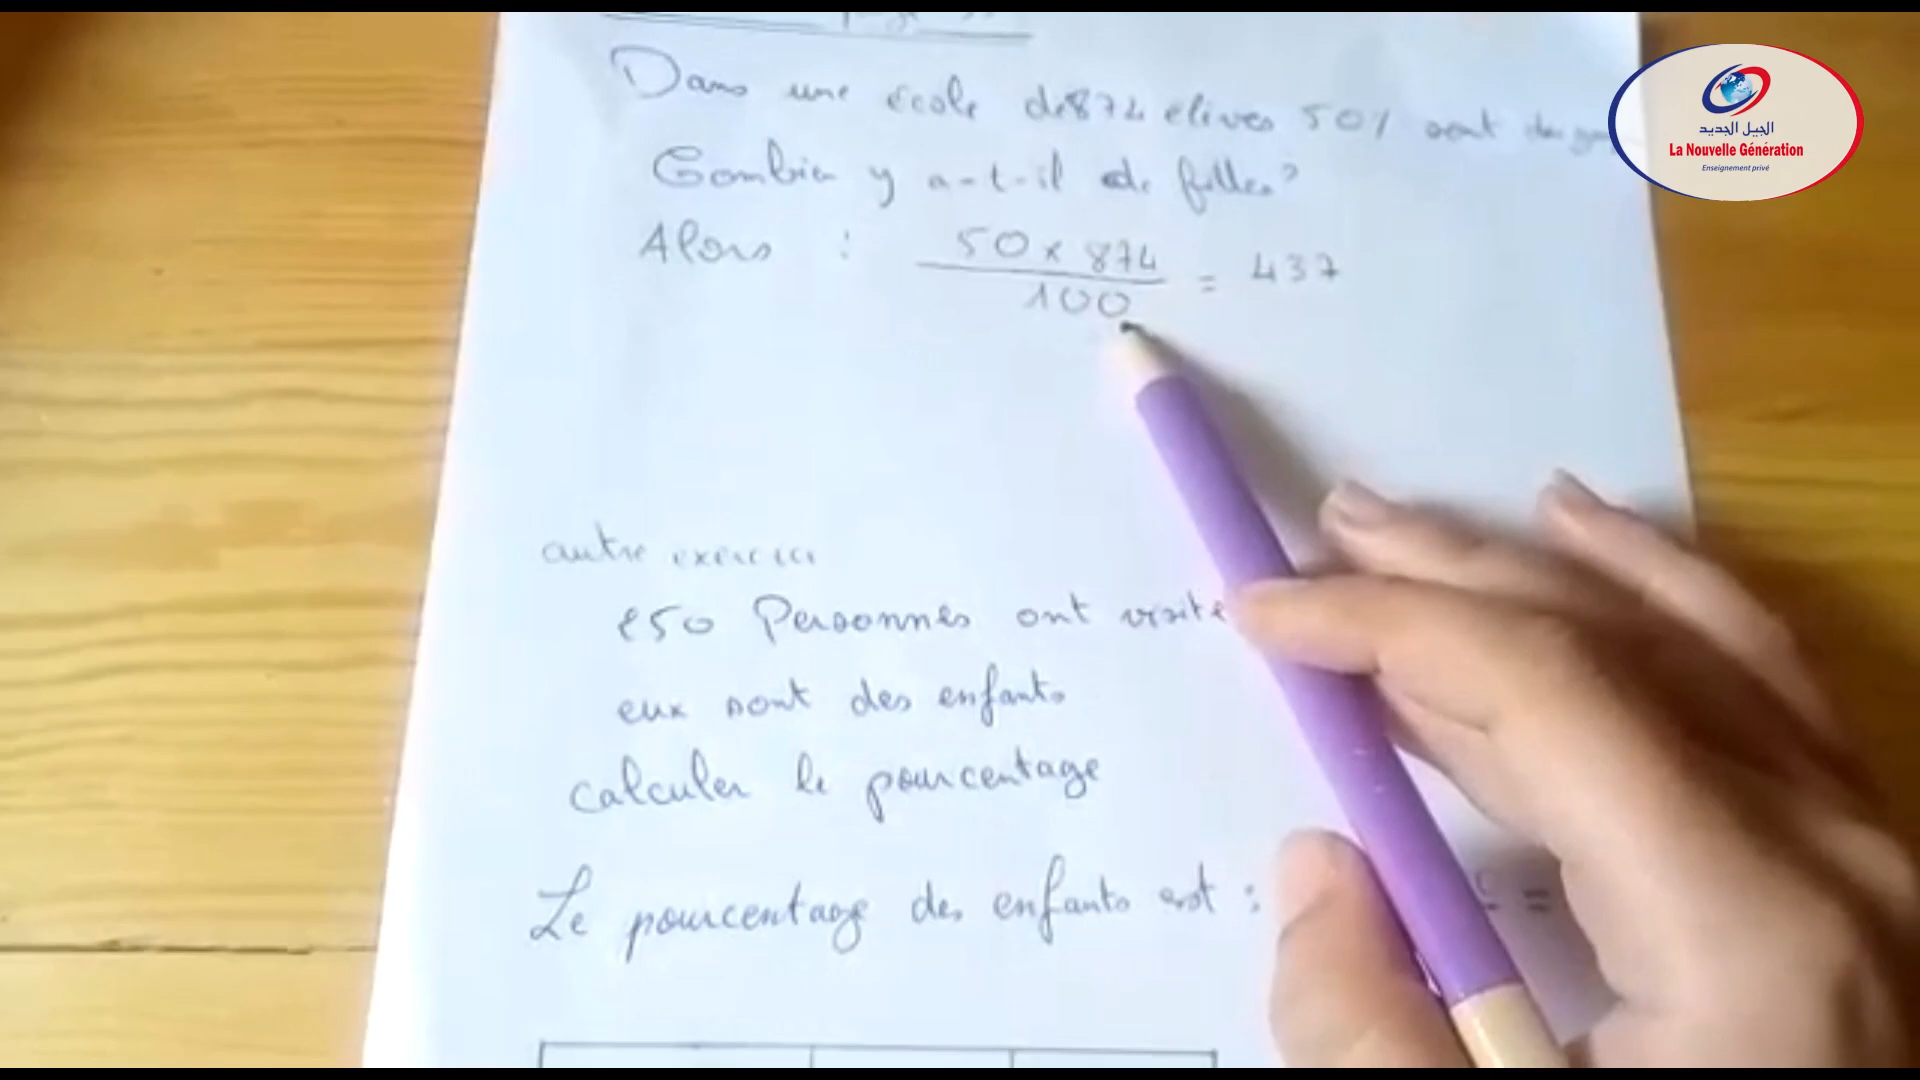 Dans une école de 874 élèves 50% sont des
Combien y a-t-il de filles?
Alors : 50 x 874 / 100 = 437
autre exercice
250 Personnes ont visité
eux sont des enfants
calculer le pourcentage
Le pourcentage des enfants est : =
الجيل الجديد
La Nouvelle Génération
Enseignement privé